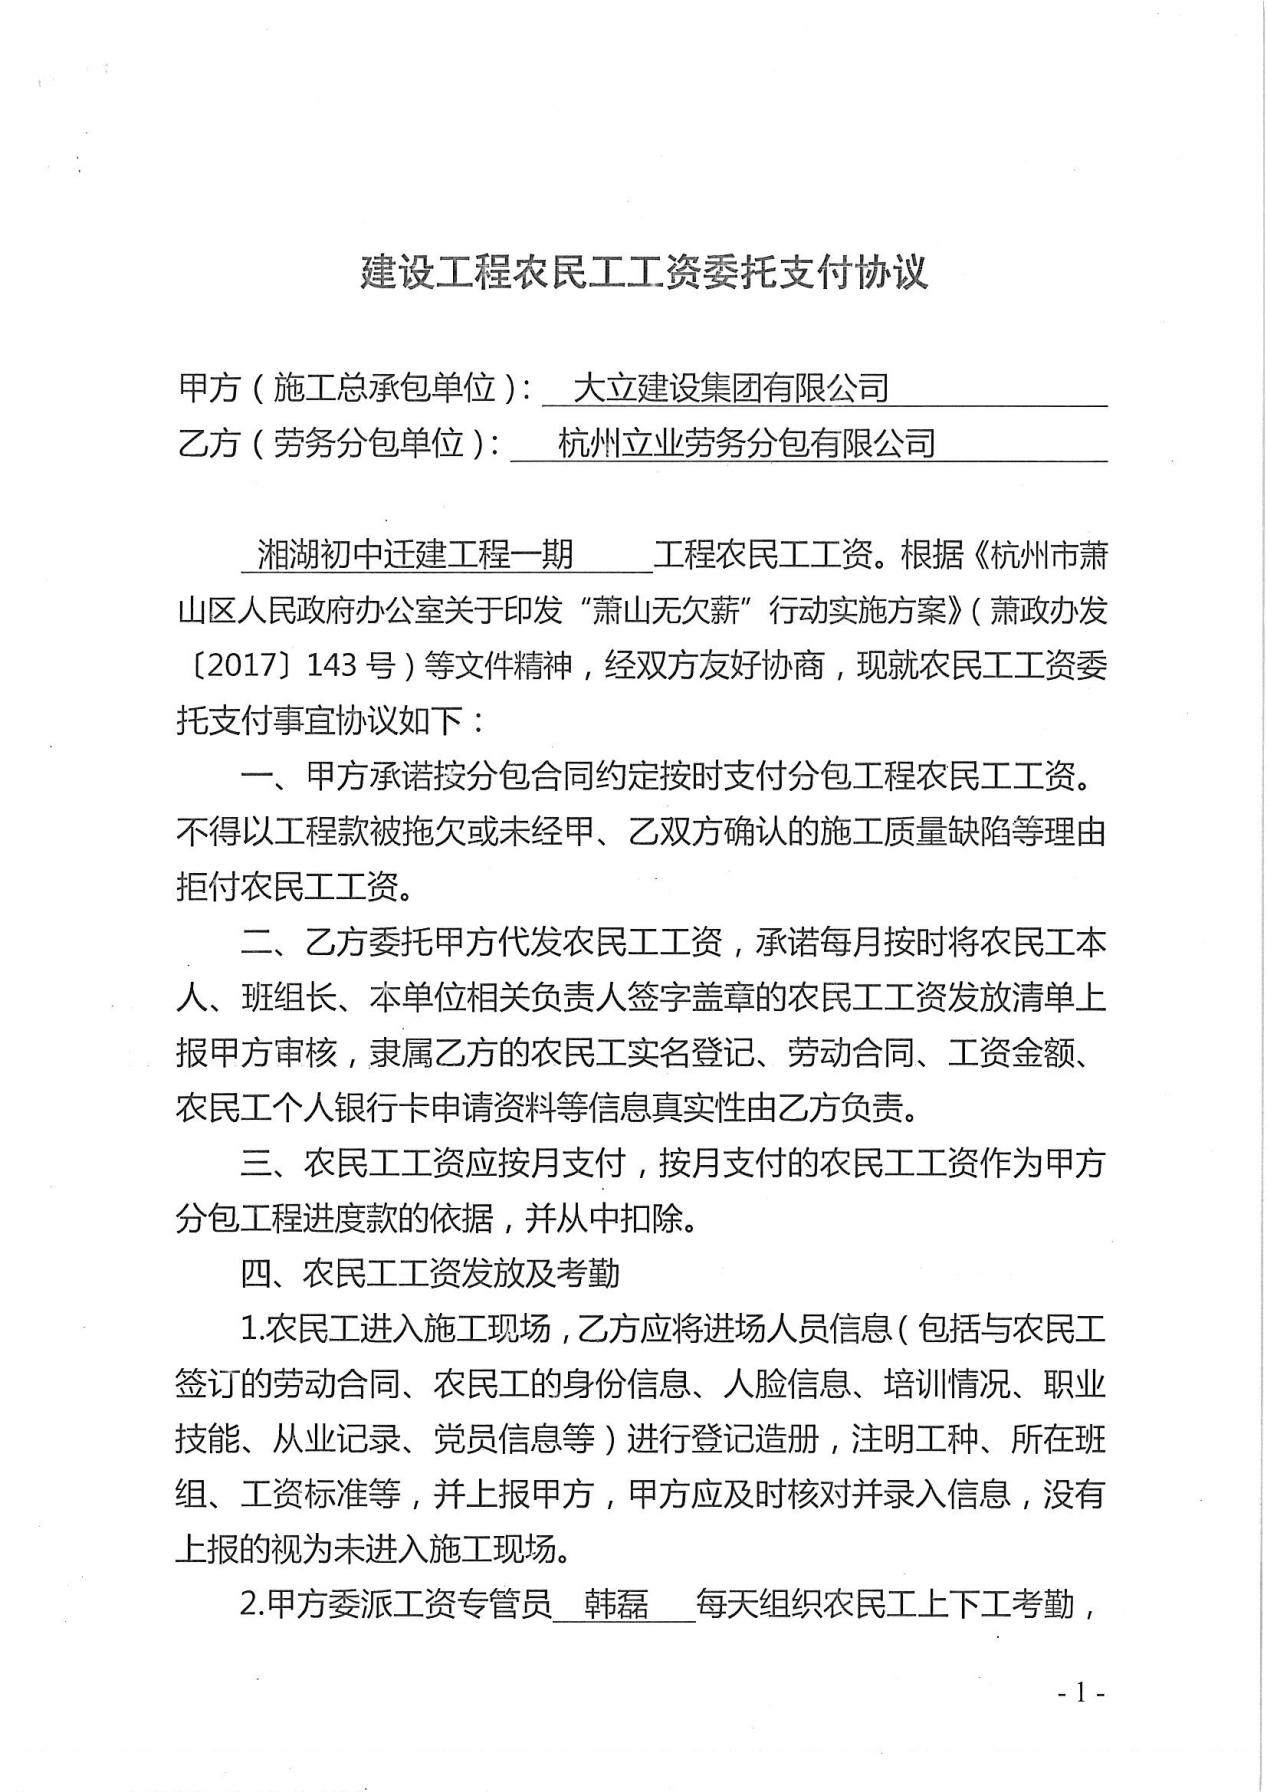 建设工程农民工工资委托支付协议
甲方（施工总承包单位）：大立建设集团有限公司
乙方（劳务分包单位）：杭州立业劳务分包有限公司
湘湖初中迁建工程一期 工程农民工工资。根据《杭州市萧
山区人民政府办公室关于印发“萧山无欠薪”行动实施方案》（萧政办发
〔2017〕143号）等文件精神，经双方友好协商，现就农民工工资委
托支付事宜协议如下：
一、甲方承诺按分包合同约定按时支付分包工程农民工工资。
不得以工程款被拖欠或未经甲、乙双方确认的施工质量缺陷等理由
拒付农民工工资。
二、乙方委托甲方代发农民工工资，承诺每月按时将农民工本
人、班组长、本单位相关负责人签字盖章的农民工工资发放清单上
报甲方审核，隶属乙方的农民工实名登记、劳动合同、工资金额、
农民工个人银行卡申请资料等信息真实性由乙方负责。
三、农民工工资应按月支付，按月支付的农民工工资作为甲方
分包工程进度款的依据，并从中扣除。
四、农民工工资发放及考勤
1.农民工进入施工现场，乙方应将进场人员信息（包括与农民工
签订的劳动合同、农民工的身份信息、人脸信息、培训情况、职业
技能、从业记录、党员信息等）进行登记造册，注明工种、所在班
组、工资标准等，并上报甲方，甲方应及时核对并录入信息，没有
上报的视为未进入施工现场。
2.甲方委派工资专管员 韩磊 每天组织农民工上下工考勤，
- 1 -